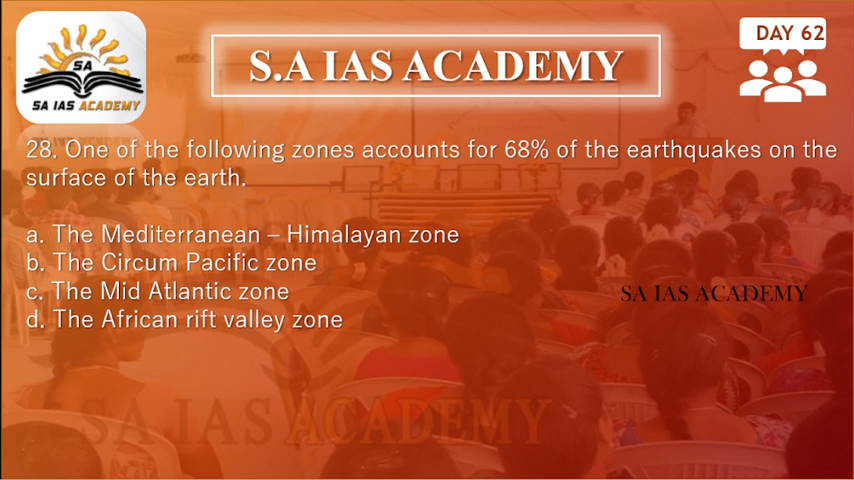 SA
SA IAS ACADEMY
S.A IAS ACADEMY
DAY 62
28. One of the following zones accounts for 68% of the earthquakes on the
surface of the earth.
a. The Mediterranean – Himalayan zone
b. The Circum Pacific zone
c. The Mid Atlantic zone
SA IAS ACADEMY
d. The African rift valley zone
SA IAS ACADEMY